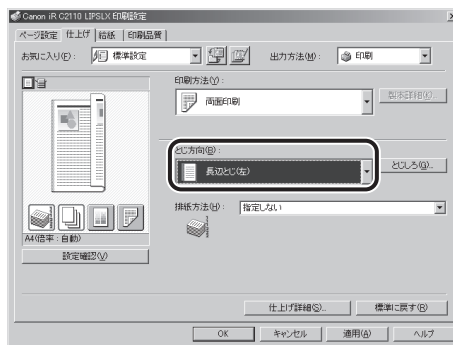 Canon iR C2110 LIPSLX 印刷設定
ページ設定 仕上げ 給紙 印刷品質
お気に入り(F): 標準設定 出力方法(M): 印刷
印刷方法(Y):
両面印刷 製本詳細(K)...
とじ方向(B):
長辺とじ(左) とじしろ(G)...
排紙方法(H): 指定しない
A4(倍率:自動)
設定確認(V)
仕上げ詳細(S)... 標準に戻す(R)
OK キャンセル 適用(A) ヘルプ